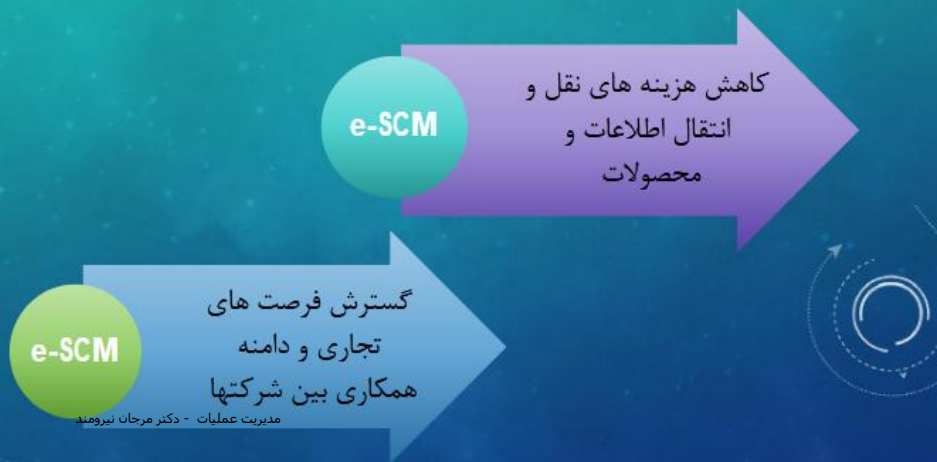 e-SCM
کاهش هزینه های نقل و
انتقال اطلاعات و
محصولات
e-SCM
گسترش فرصت های
تجاری و دامنه
همکاری بین شرکتها
مدیریت عملیات - دکتر مرجان نیرومند